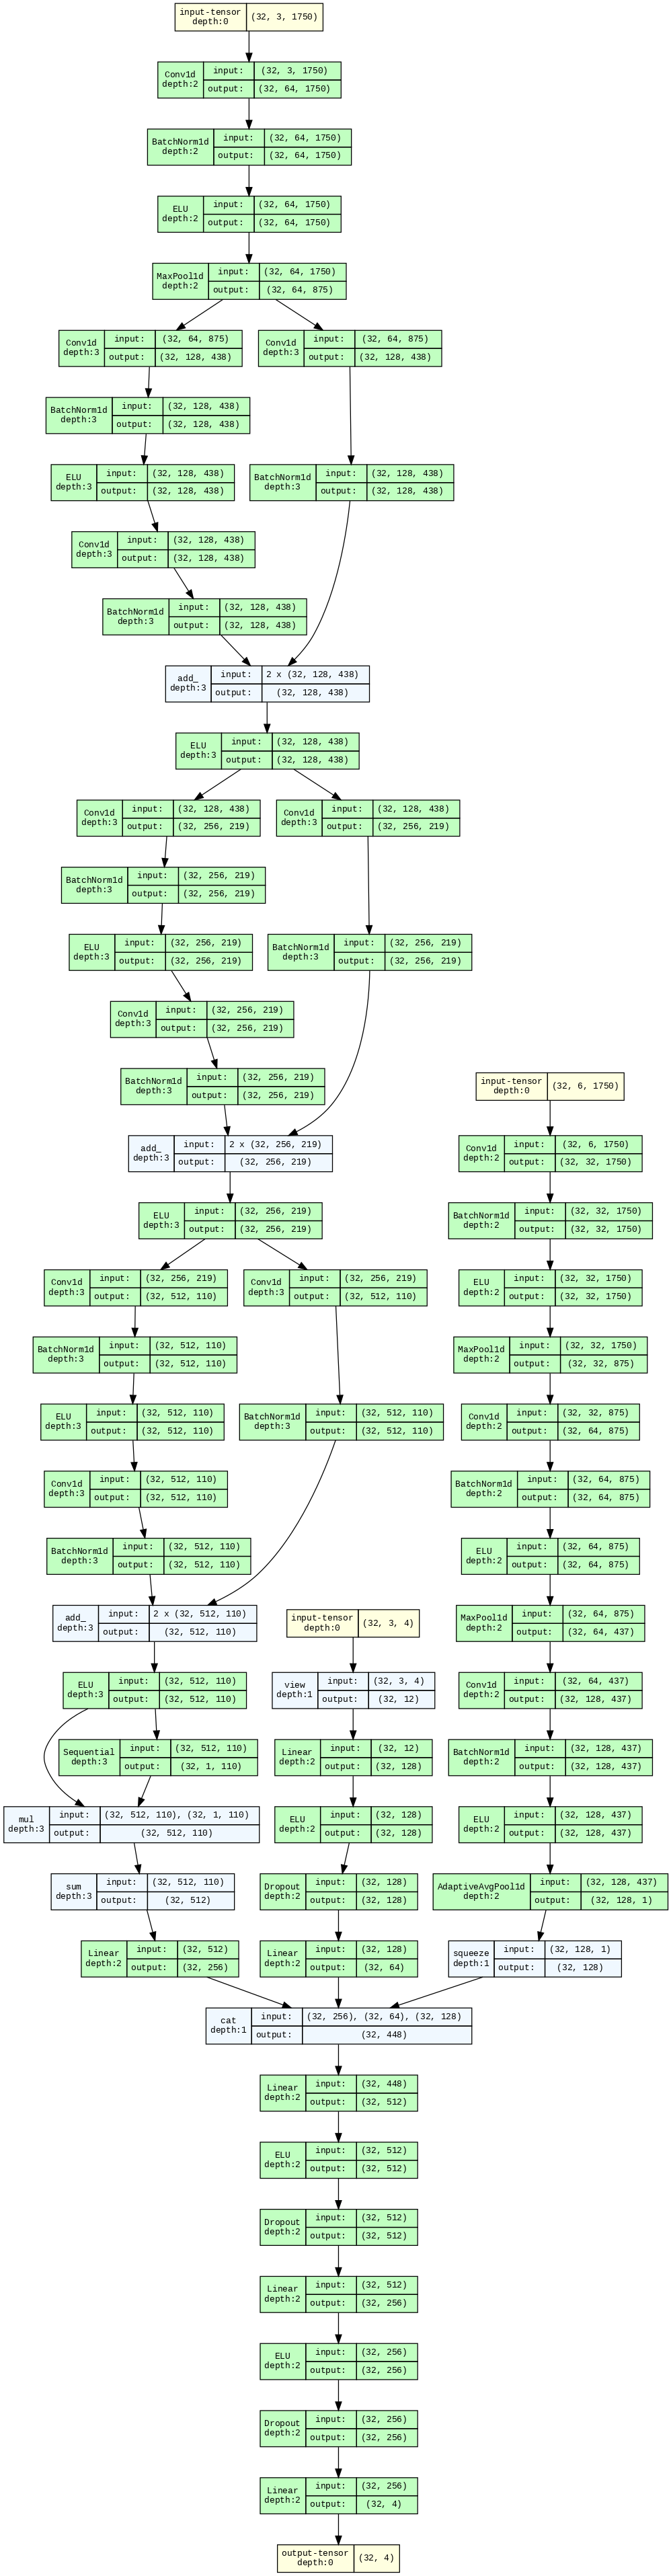 input-tensor
depth:0
(32, 3, 1750)
Conv1d
depth:2
input:
(32, 3, 1750)
output:
(32, 64, 1750)
BatchNorm1d
depth:2
input:
(32, 64, 1750)
output:
(32, 64, 1750)
ELU
depth:2
input:
(32, 64, 1750)
output:
(32, 64, 1750)
MaxPool1d
depth:2
input:
(32, 64, 1750)
output:
(32, 64, 875)
Conv1d
depth:3
input:
(32, 64, 875)
output:
(32, 128, 438)
Conv1d
depth:3
input:
(32, 64, 875)
output:
(32, 128, 438)
BatchNorm1d
depth:3
input:
(32, 128, 438)
output:
(32, 128, 438)
ELU
depth:3
input:
(32, 128, 438)
output:
(32, 128, 438)
BatchNorm1d
depth:3
input:
(32, 128, 438)
output:
(32, 128, 438)
Conv1d
depth:3
input:
(32, 128, 438)
output:
(32, 128, 438)
BatchNorm1d
depth:3
input:
(32, 128, 438)
output:
(32, 128, 438)
add_
depth:3
input:
2 x (32, 128, 438)
output:
(32, 128, 438)
ELU
depth:3
input:
(32, 128, 438)
output:
(32, 128, 438)
Conv1d
depth:3
input:
(32, 128, 438)
output:
(32, 256, 219)
Conv1d
depth:3
input:
(32, 128, 438)
output:
(32, 256, 219)
BatchNorm1d
depth:3
input:
(32, 256, 219)
output:
(32, 256, 219)
ELU
depth:3
input:
(32, 256, 219)
output:
(32, 256, 219)
BatchNorm1d
depth:3
input:
(32, 256, 219)
output:
(32, 256, 219)
Conv1d
depth:3
input:
(32, 256, 219)
output:
(32, 256, 219)
BatchNorm1d
depth:3
input:
(32, 256, 219)
output:
(32, 256, 219)
input-tensor
depth:0
(32, 6, 1750)
add_
depth:3
input:
2 x (32, 256, 219)
output:
(32, 256, 219)
Conv1d
depth:2
input:
(32, 6, 1750)
output:
(32, 32, 1750)
ELU
depth:3
input:
(32, 256, 219)
output:
(32, 256, 219)
BatchNorm1d
depth:2
input:
(32, 32, 1750)
output:
(32, 32, 1750)
Conv1d
depth:3
input:
(32, 256, 219)
output:
(32, 512, 110)
Conv1d
depth:3
input:
(32, 256, 219)
output:
(32, 512, 110)
ELU
depth:2
input:
(32, 32, 1750)
output:
(32, 32, 1750)
BatchNorm1d
depth:3
input:
(32, 512, 110)
output:
(32, 512, 110)
MaxPool1d
depth:2
input:
(32, 32, 1750)
output:
(32, 32, 875)
ELU
depth:3
input:
(32, 512, 110)
output:
(32, 512, 110)
BatchNorm1d
depth:3
input:
(32, 512, 110)
output:
(32, 512, 110)
Conv1d
depth:2
input:
(32, 32, 875)
output:
(32, 64, 875)
Conv1d
depth:3
input:
(32, 512, 110)
output:
(32, 512, 110)
BatchNorm1d
depth:2
input:
(32, 64, 875)
output:
(32, 64, 875)
BatchNorm1d
depth:3
input:
(32, 512, 110)
output:
(32, 512, 110)
ELU
depth:2
input:
(32, 64, 875)
output:
(32, 64, 875)
add_
depth:3
input:
2 x (32, 512, 110)
output:
(32, 512, 110)
input-tensor
depth:0
(32, 3, 4)
MaxPool1d
depth:2
input:
(32, 64, 875)
output:
(32, 64, 437)
ELU
depth:3
input:
(32, 512, 110)
output:
(32, 512, 110)
view
depth:1
input:
(32, 3, 4)
output:
(32, 12)
Conv1d
depth:2
input:
(32, 64, 437)
output:
(32, 128, 437)
Sequential
depth:3
input:
(32, 512, 110)
output:
(32, 1, 110)
Linear
depth:2
input:
(32, 12)
output:
(32, 128)
BatchNorm1d
depth:2
input:
(32, 128, 437)
output:
(32, 128, 437)
mul
depth:3
input:
(32, 512, 110), (32, 1, 110)
output:
(32, 512, 110)
ELU
depth:2
input:
(32, 128)
output:
(32, 128)
ELU
depth:2
input:
(32, 128, 437)
output:
(32, 128, 437)
sum
depth:3
input:
(32, 512, 110)
output:
(32, 512)
Dropout
depth:2
input:
(32, 128)
output:
(32, 128)
AdaptiveAvgPool1d
depth:2
input:
(32, 128, 437)
output:
(32, 128, 1)
Linear
depth:2
input:
(32, 512)
output:
(32, 256)
Linear
depth:2
input:
(32, 128)
output:
(32, 64)
squeeze
depth:1
input:
(32, 128, 1)
output:
(32, 128)
cat
depth:1
input:
(32, 256), (32, 64), (32, 128)
output:
(32, 448)
Linear
depth:2
input:
(32, 448)
output:
(32, 512)
ELU
depth:2
input:
(32, 512)
output:
(32, 512)
Dropout
depth:2
input:
(32, 512)
output:
(32, 512)
Linear
depth:2
input:
(32, 512)
output:
(32, 256)
ELU
depth:2
input:
(32, 256)
output:
(32, 256)
Dropout
depth:2
input:
(32, 256)
output:
(32, 256)
Linear
depth:2
input:
(32, 256)
output:
(32, 4)
output-tensor
depth:0
(32, 4)